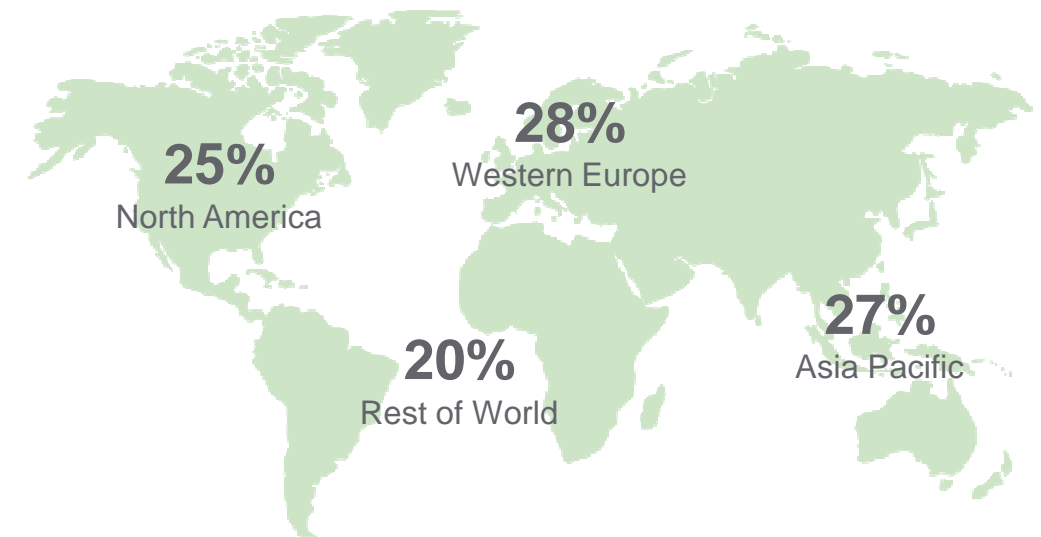 28%
Western Europe
25%
North America
27%
Asia Pacific
20%
Rest of World